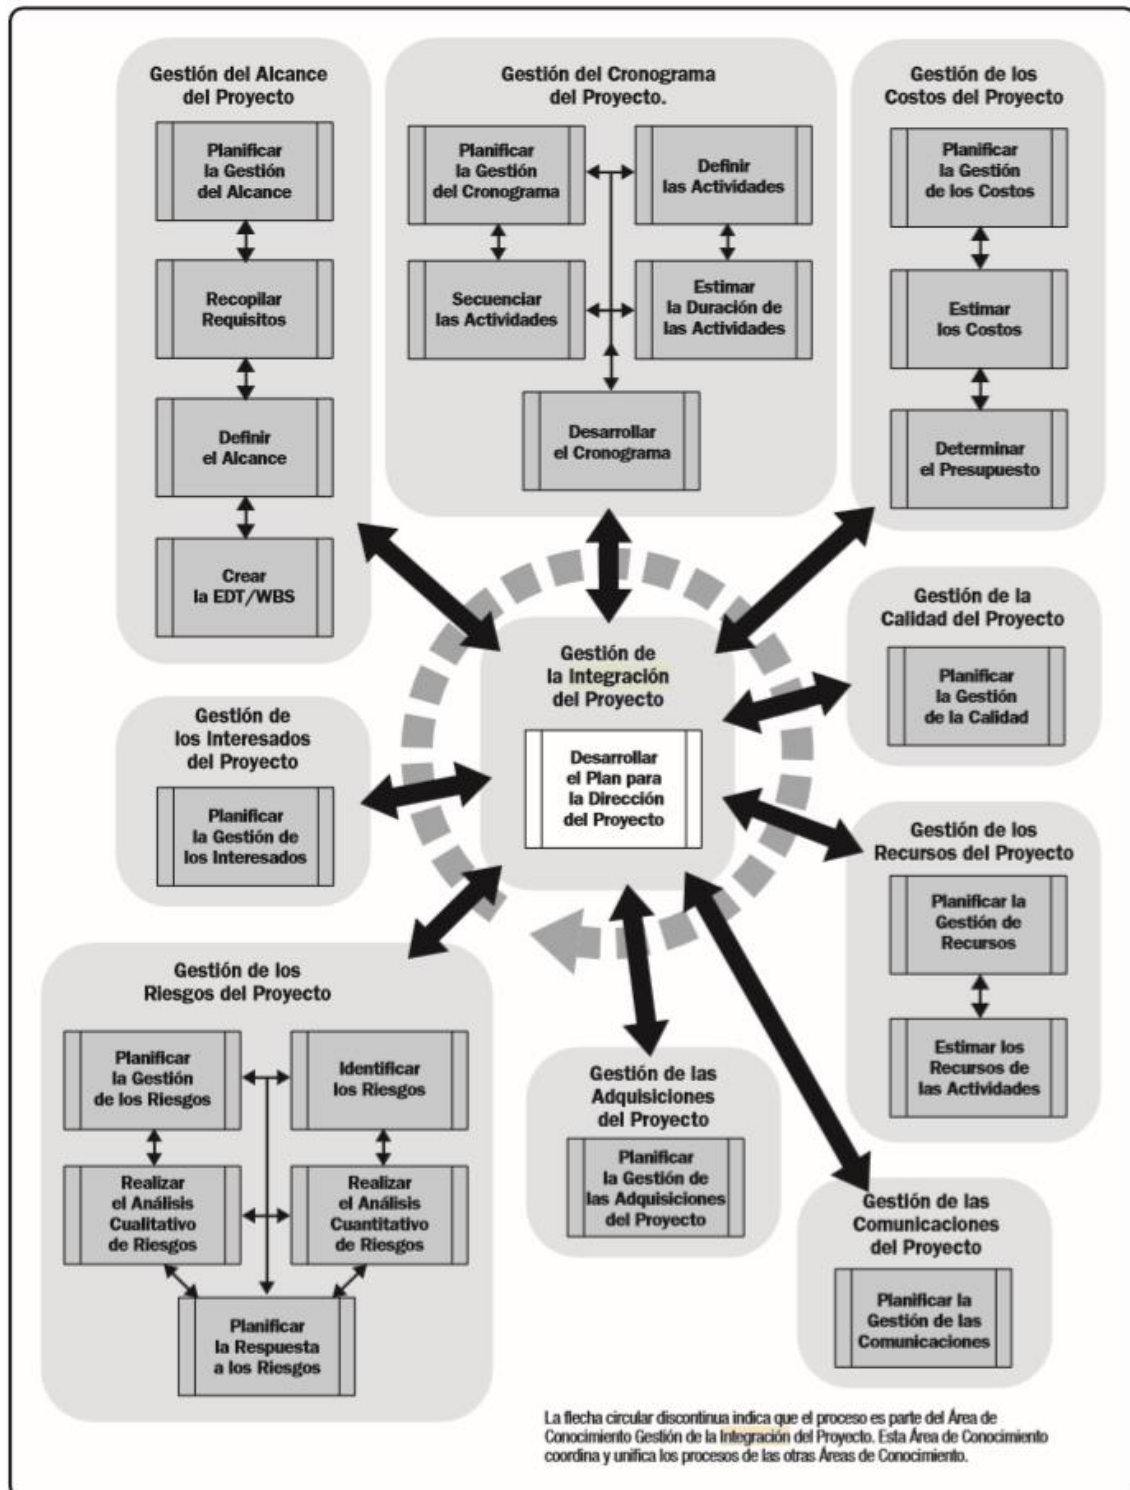 Gestión del Alcance
del Proyecto
Planificar
la Gestión
del Alcance
Recopilar
Requisitos
Definir
el Alcance
Crear
la EDT/WBS
Gestión del Cronograma
del Proyecto.
Planificar
la Gestión
del Cronograma
Definir
las Actividades
Secuenciar
las Actividades
Estimar
la Duración de
las Actividades
Desarrollar
el Cronograma
Gestión de los
Costos del Proyecto
Planificar
la Gestión
de los Costos
Estimar
los Costos
Determinar
el Presupuesto
Gestión de la
Calidad del Proyecto
Planificar
la Gestión
de la Calidad
Gestión de
la Integración
del Proyecto
Desarrollar
el Plan para
la Dirección
del Proyecto
Gestión de
los Interesados
del Proyecto
Planificar
la Gestión de
los Interesados
Gestión de los
Recursos del Proyecto
Planificar la
Gestión de
Recursos
Estimar los
Recursos de
las Actividades
Gestión de los
Riesgos del Proyecto
Planificar
la Gestión
de los Riesgos
Identificar
los Riesgos
Realizar
el Análisis
Cualitativo
de Riesgos
Realizar
el Análisis
Cuantitativo
de Riesgos
Planificar
la Respuesta
a los Riesgos
Gestión de las
Adquisiciones
del Proyecto
Planificar
la Gestión de
las Adquisiciones
del Proyecto
Gestión de las
Comunicaciones
del Proyecto
Planificar la
Gestión de las
Comunicaciones
La flecha circular discontinua indica que el proceso es parte del Área de
Conocimiento Gestión de la Integración del Proyecto. Esta Área de Conocimiento
coordina y unifica los procesos de las otras Áreas de Conocimiento.